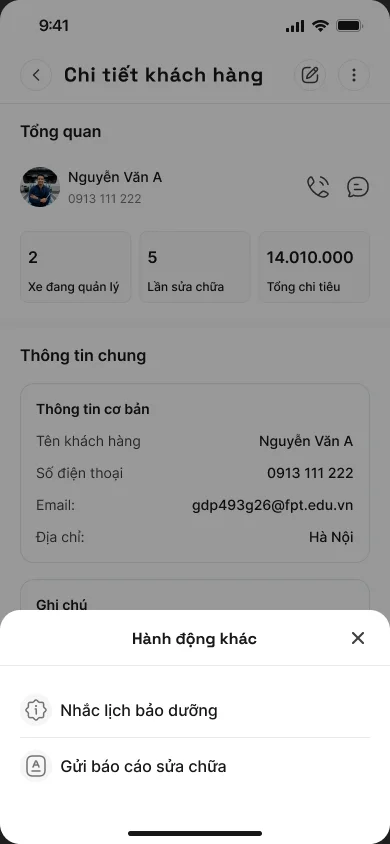 9:41
Chi tiết khách hàng
Tổng quan
Nguyễn Văn A
0913 111 222
2
Xe đang quản lý
5
Lần sửa chữa
14.010.000
Tổng chi tiêu
Thông tin chung
Thông tin cơ bản
Tên khách hàng Nguyễn Văn A
Số điện thoại 0913 111 222
Email: gdp493g26@fpt.edu.vn
Địa chỉ: Hà Nội
Ghi chú
Hành động khác
Nhắc lịch bảo dưỡng
Gửi báo cáo sửa chữa